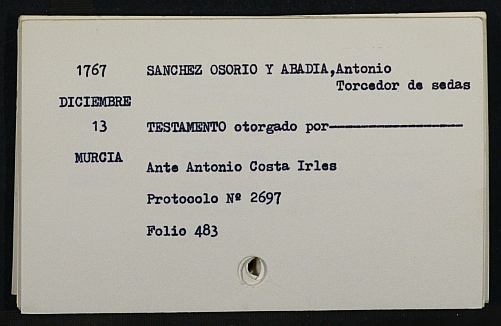 1767 SANCHEZ OSORIO Y ABADIA, Antonio
Torcedor de sedas
DICIEMBRE
13 TESTAMENTO otorgado por————————
MURCIA
Ante Antonio Costa Irles
Protocolo Nº 2697
Folio 483